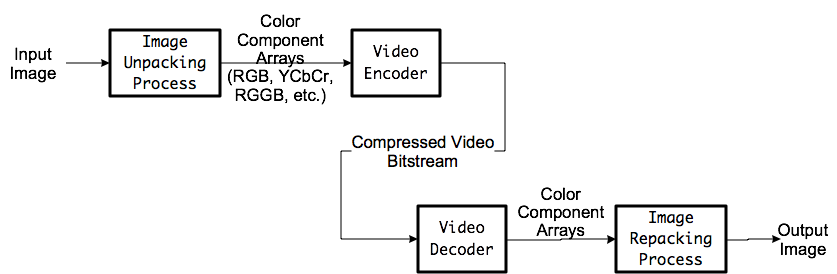 Input
Image
Image
Unpacking
Process
Color
Component
Arrays
(RGB, YCbCr,
RGGB, etc.)
Video
Encoder
Compressed Video
Bitstream
Video
Decoder
Color
Component
Arrays
Image
Repacking
Process
Output
Image